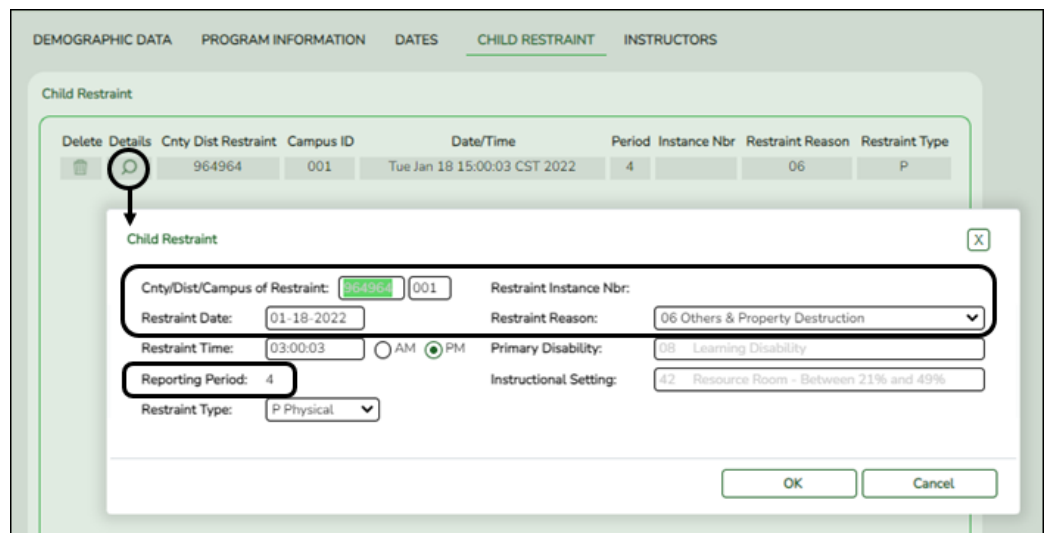 DEMOGRAPHIC DATA PROGRAM INFORMATION DATES CHILD RESTRAINT INSTRUCTORS
Child Restraint
Delete Details Cnty Dist Restraint Campus ID Date/Time Period Instance Nbr Restraint Reason Restraint Type
964964 001 Tue Jan 18 15:00:03 CST 2022 4 06 P
Child Restraint X
Cnty/Dist/Campus of Restraint: 964964 001 Restraint Instance Nbr:
Restraint Date: 01-18-2022 Restraint Reason: 06 Others & Property Destruction
Restraint Time: 03:00:03 AM PM Primary Disability: 08 Learning Disability
Reporting Period: 4 Instructional Setting: 42 Resource Room - Between 21% and 49%
Restraint Type: P Physical
OK Cancel